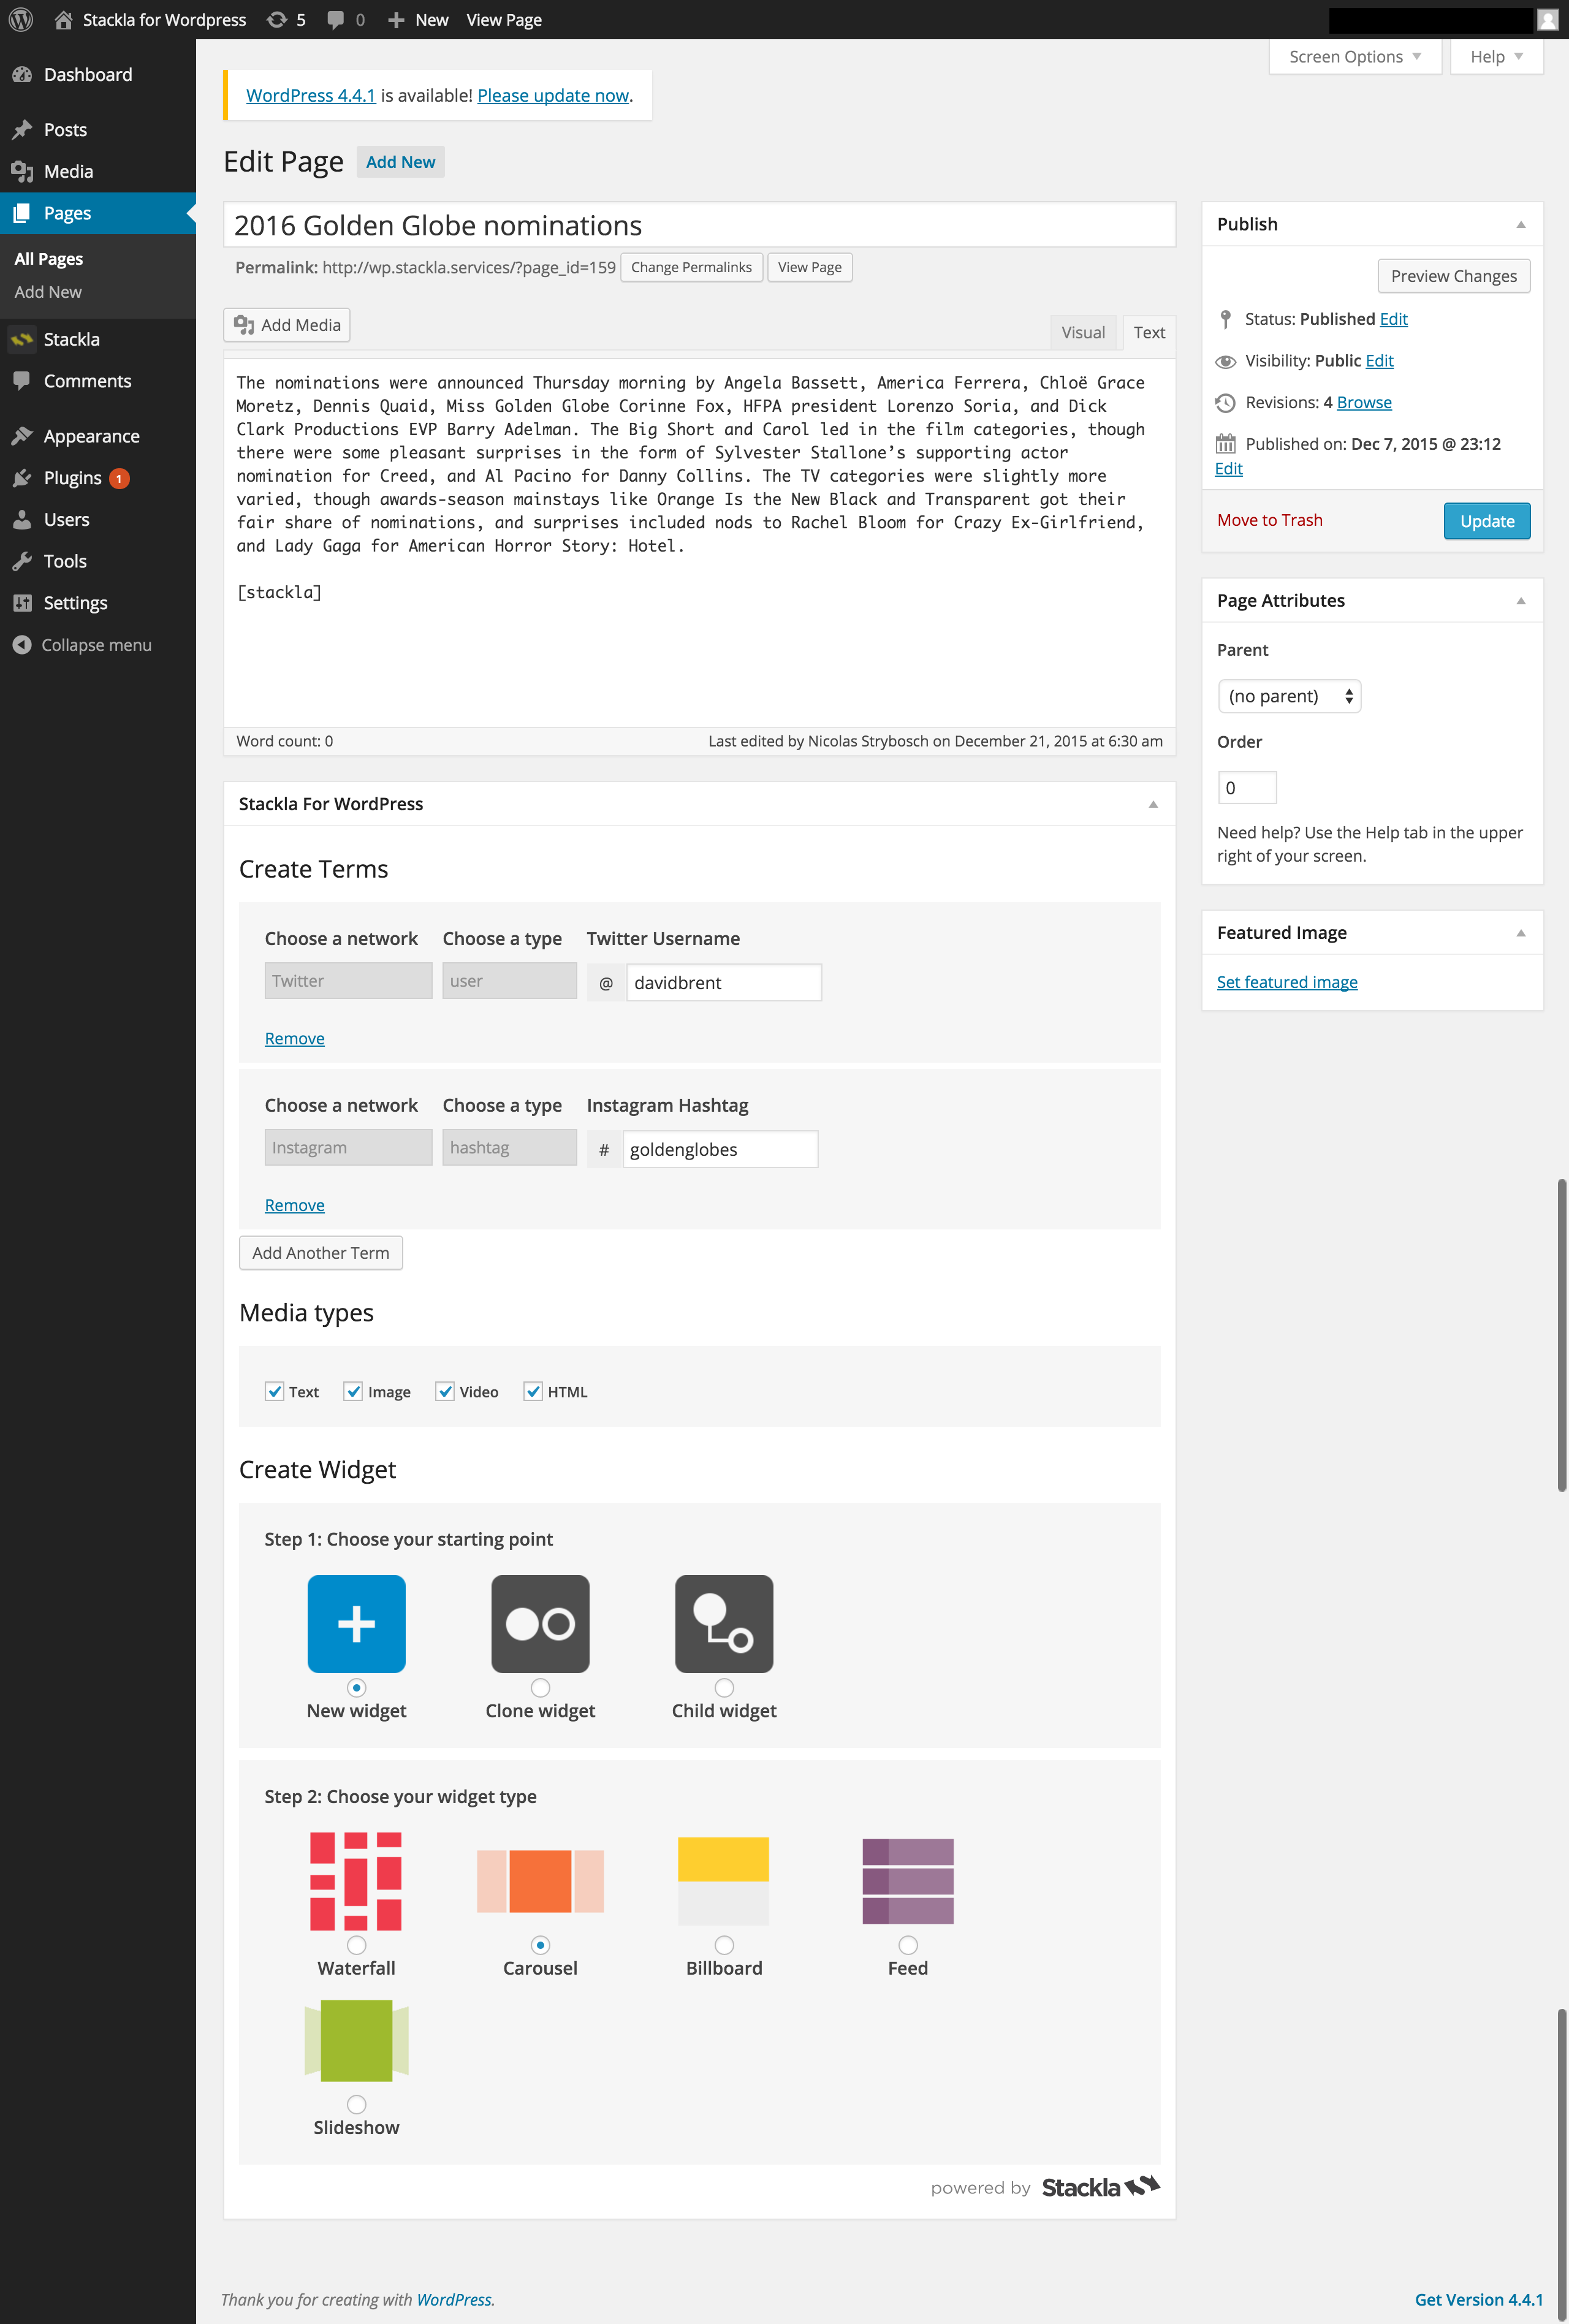 Stackla for Wordpress 5 0 New View Page
Screen Options Help
Dashboard
Posts
Media
Pages
All Pages
Add New
Stackla
Comments
Appearance
Plugins 1
Users
Tools
Settings
Collapse menu
WordPress 4.4.1 is available! Please update now.
Edit Page Add New
2016 Golden Globe nominations
Permalink: http://wp.stackla.services/?page_id=159 Change Permalinks View Page
Add Media
Visual Text
The nominations were announced Thursday morning by Angela Bassett, America Ferrera, Chloë Grace
Moretz, Dennis Quaid, Miss Golden Globe Corinne Fox, HFPA president Lorenzo Soria, and Dick
Clark Productions EVP Barry Adelman. The Big Short and Carol led in the film categories, though
there were some pleasant surprises in the form of Sylvester Stallone’s supporting actor
nomination for Creed, and Al Pacino for Danny Collins. The TV categories were slightly more
varied, though awards-season mainstays like Orange Is the New Black and Transparent got their
fair share of nominations, and surprises included nods to Rachel Bloom for Crazy Ex-Girlfriend,
and Lady Gaga for American Horror Story: Hotel.
[stackla]
Word count: 0 Last edited by Nicolas Strybosch on December 21, 2015 at 6:30 am
Stackla For WordPress
Create Terms
Choose a network Choose a type Twitter Username
Twitter user @ davidbrent
Remove
Choose a network Choose a type Instagram Hashtag
Instagram hashtag # goldenglobes
Remove
Add Another Term
Media types
Text Image Video HTML
Create Widget
Step 1: Choose your starting point
New widget Clone widget Child widget
Step 2: Choose your widget type
Waterfall Carousel Billboard Feed
Slideshow
powered by Stackla
Publish
Preview Changes
Status: Published Edit
Visibility: Public Edit
Revisions: 4 Browse
Published on: Dec 7, 2015 @ 23:12
Edit
Move to Trash Update
Page Attributes
Parent
(no parent)
Order
0
Need help? Use the Help tab in the upper
right of your screen.
Featured Image
Set featured image
Thank you for creating with WordPress. Get Version 4.4.1